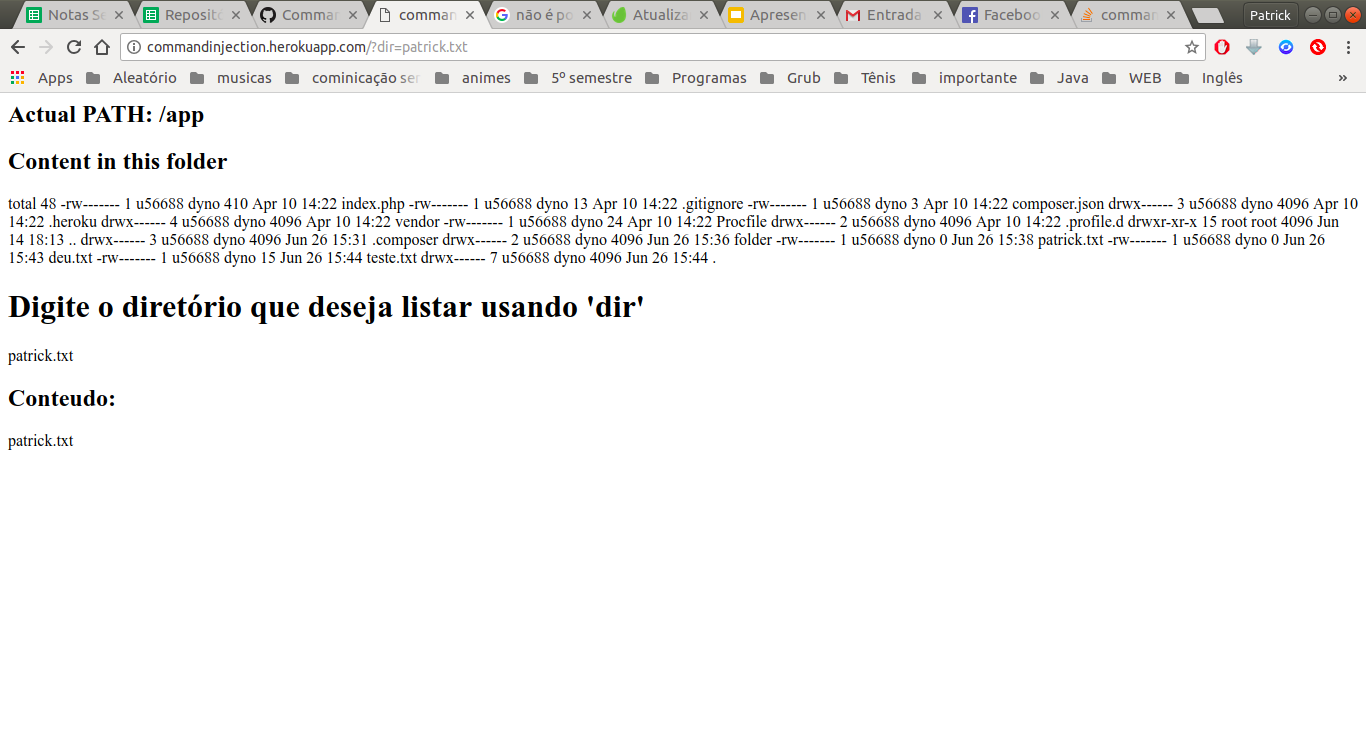 Notas Se
Reposito
Comman
comman
não é po
Atualiza
Apresen
Entrada
Faceboo
comman
Patrick
commandinjection.herokuapp.com/?dir=patrick.txt
Apps
Aleatório
musicas
cominicação ser
animes
5º semestre
Programas
Grub
Tênis
importante
Java
WEB
Inglês
»
Actual PATH: /app
Content in this folder
total 48 -rw------- 1 u56688 dyno 410 Apr 10 14:22 index.php -rw------- 1 u56688 dyno 13 Apr 10 14:22 .gitignore -rw------- 1 u56688 dyno 3 Apr 10 14:22 composer.json drwx------ 3 u56688 dyno 4096 Apr 10
14:22 .heroku drwx------ 4 u56688 dyno 4096 Apr 10 14:22 vendor -rw------- 1 u56688 dyno 24 Apr 10 14:22 Procfile drwx------ 2 u56688 dyno 4096 Apr 10 14:22 .profile.d drwxr-xr-x 15 root root 4096 Jun
14 18:13 .. drwx------ 3 u56688 dyno 4096 Jun 26 15:31 .composer drwx------ 2 u56688 dyno 4096 Jun 26 15:36 folder -rw------- 1 u56688 dyno 0 Jun 26 15:38 patrick.txt -rw------- 1 u56688 dyno 0 Jun 26
15:43 deu.txt -rw------- 1 u56688 dyno 15 Jun 26 15:44 teste.txt drwx------ 7 u56688 dyno 4096 Jun 26 15:44 .
Digite o diretório que deseja listar usando 'dir'
patrick.txt
Conteudo:
patrick.txt